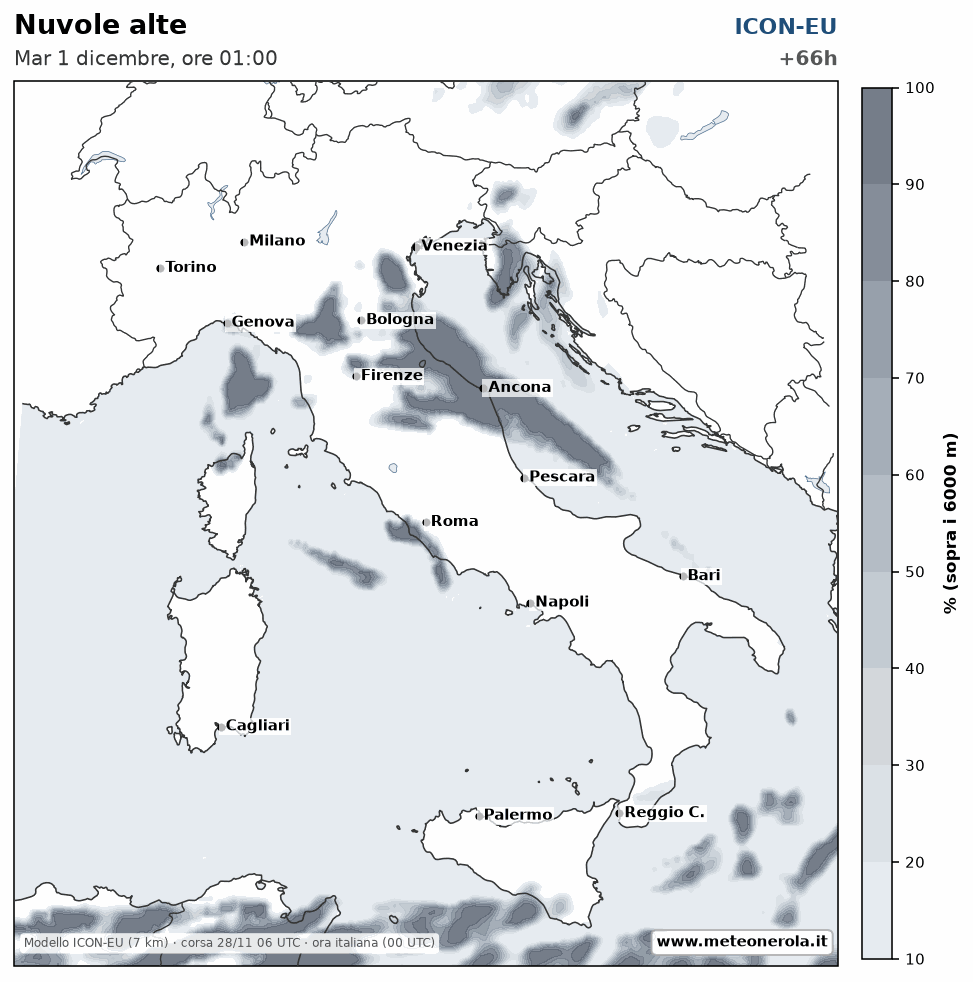 Nuvole alte
ICON-EU
Mar 1 dicembre, ore 01:00
+66h
100
90
80
70
60
50
40
30
20
10
% (sopra i 6000 m)
Milano
Venezia
Torino
Genova
Bologna
Firenze
Ancona
Pescara
Roma
Bari
Napoli
Cagliari
Palermo
Reggio C.
Modello ICON-EU (7 km) · corsa 28/11 06 UTC · ora italiana (00 UTC)
www.meteonerola.it